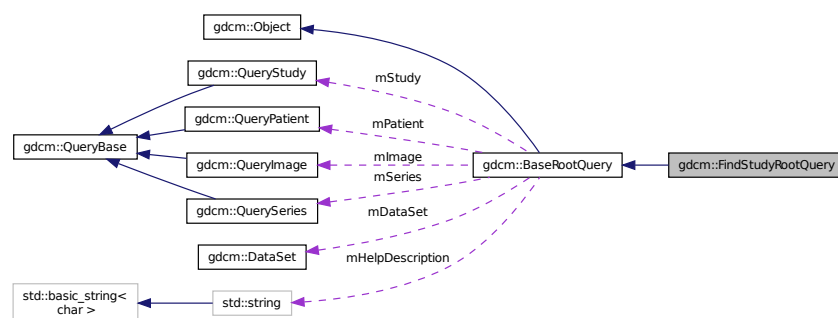 gdcm::Object
gdcm::QueryStudy
mStudy
gdcm::QueryPatient
mPatient
gdcm::QueryBase
gdcm::QueryImage
mImage
gdcm::BaseRootQuery
gdcm::FindStudyRootQuery
mSeries
gdcm::QuerySeries
mDataSet
gdcm::DataSet
mHelpDescription
std::basic_string<
char >
std::string